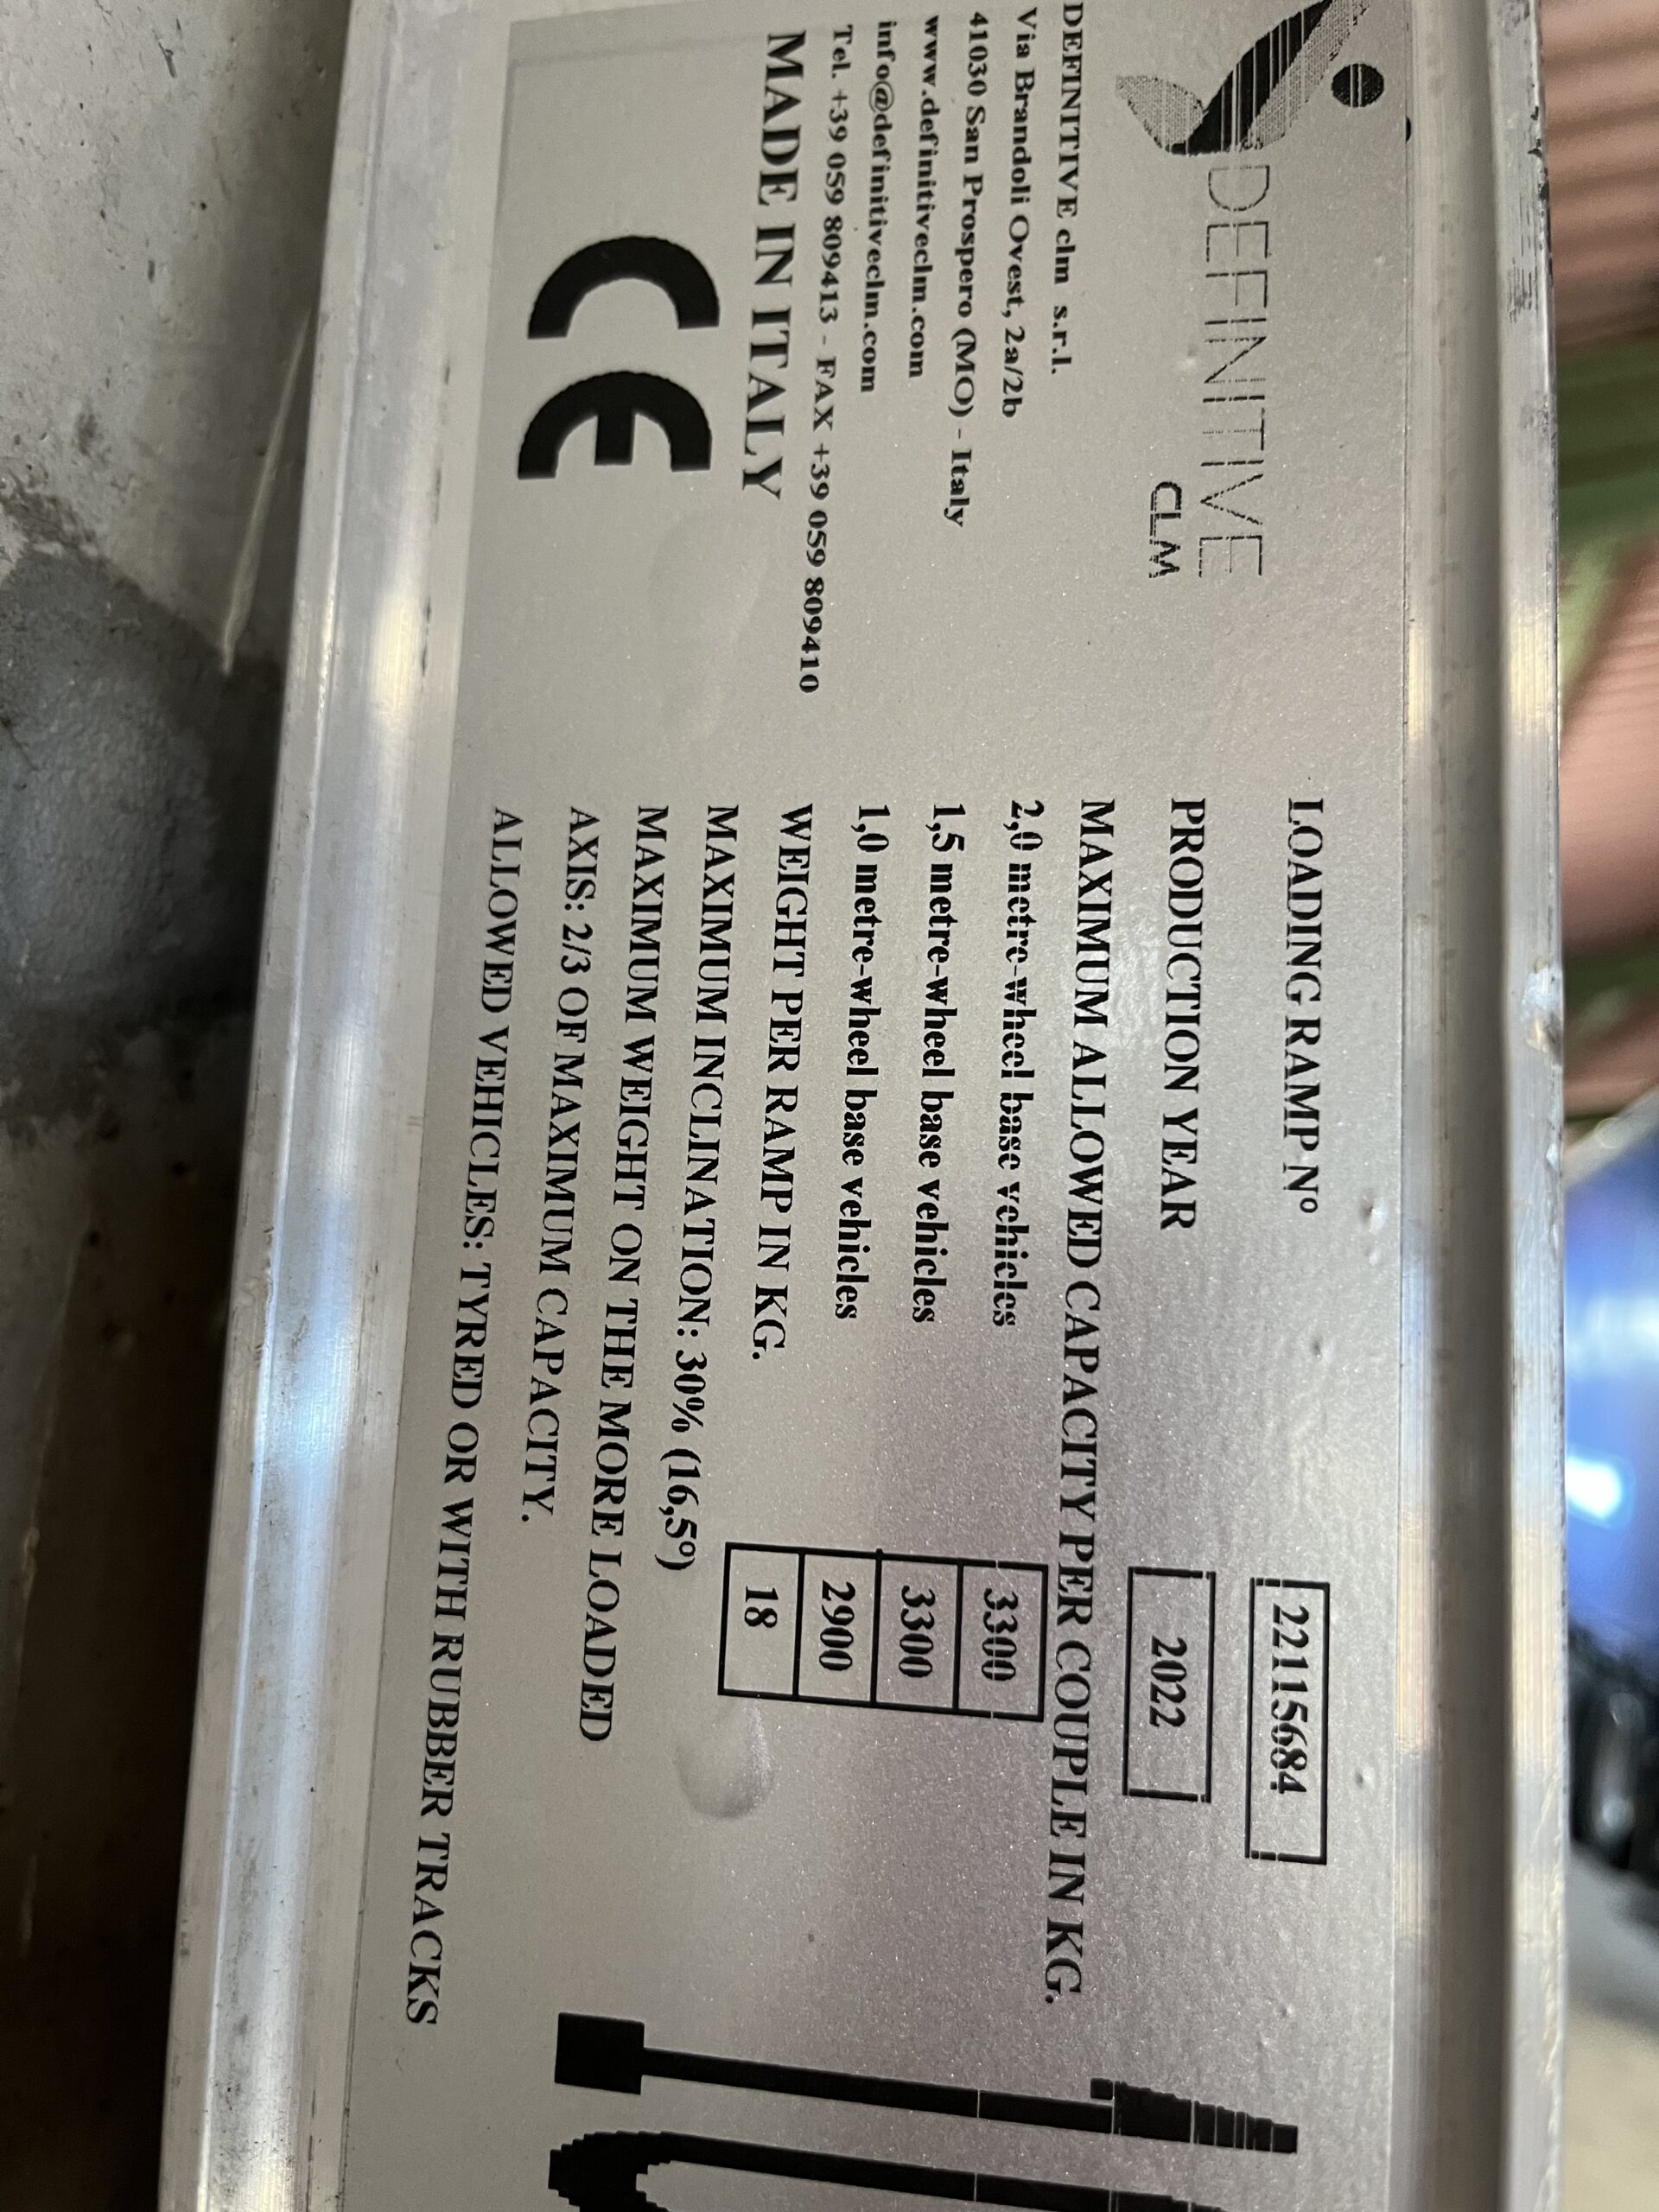 DEFINITIVE
CLM
DEFINITIVE clm s.r.l.
Via Brandoli Ovest, 2a/2b
41030 San Prospero (MO) - Italy
www.definitiveclm.com
info@definitiveclm.com
Tel. +39 059 809413 - FAX +39 059 809410
MADE IN ITALY
CE
LOADING RAMP N° 22115684
PRODUCTION YEAR 2022
MAXIMUM ALLOWED CAPACITY PER COUPLE IN KG.
2,0 metre-wheel base vehicles 3300
1,5 metre-wheel base vehicles 3300
1,0 metre-wheel base vehicles 2900
WEIGHT PER RAMP IN KG. 18
MAXIMUM INCLINATION: 30% (16,5°)
MAXIMUM WEIGHT ON THE MORE LOADED
AXIS: 2/3 OF MAXIMUM CAPACITY.
ALLOWED VEHICLES: TYRED OR WITH RUBBER TRACKS